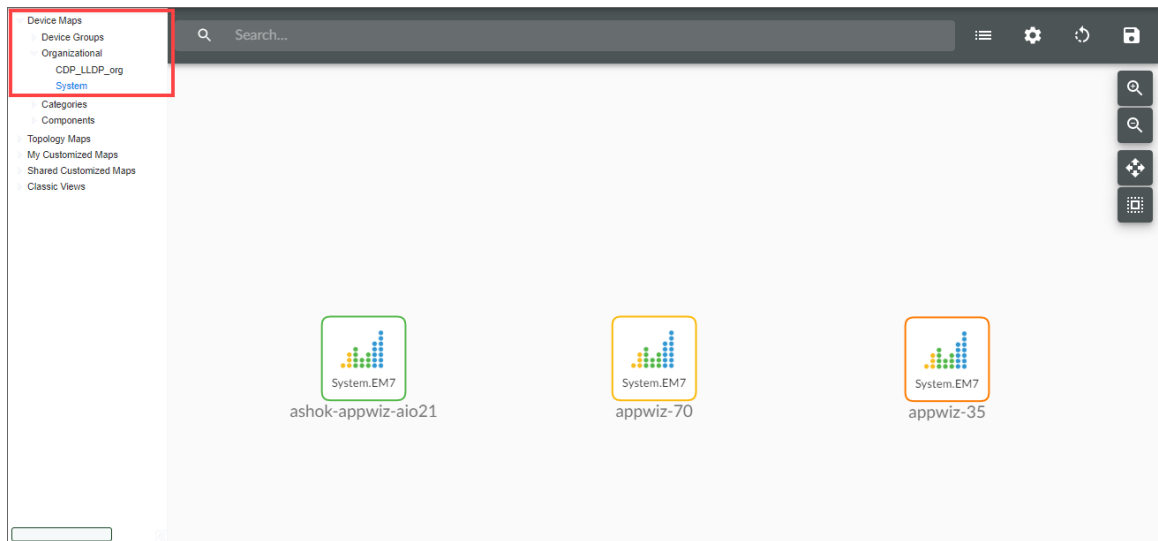 Device Maps
Device Groups
Organizational
CDP_LLDP_org
System
Categories
Components
Topology Maps
My Customized Maps
Shared Customized Maps
Classic Views
Search...
System.EM7
ashok-appwiz-aio21
System.EM7
appwiz-70
System.EM7
appwiz-35